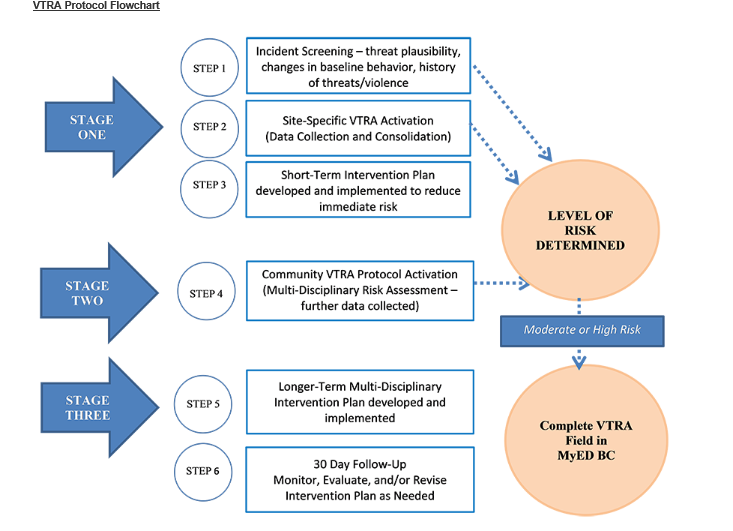 VTRA Protocol Flowchart
STAGE
ONE
STEP 1
Incident Screening – threat plausibility,
changes in baseline behavior, history
of threats/violence
STEP 2
Site-Specific VTRA Activation
(Data Collection and Consolidation)
STEP 3
Short-Term Intervention Plan
developed and implemented to reduce
immediate risk
LEVEL OF
RISK
DETERMINED
STAGE
TWO
STEP 4
Community VTRA Protocol Activation
(Multi-Disciplinary Risk Assessment –
further data collected)
Moderate or High Risk
STAGE
THREE
STEP 5
Longer-Term Multi-Disciplinary
Intervention Plan developed and
implemented
STEP 6
30 Day Follow-Up
Monitor, Evaluate, and/or Revise
Intervention Plan as Needed
Complete VTRA
Field in
MyED BC